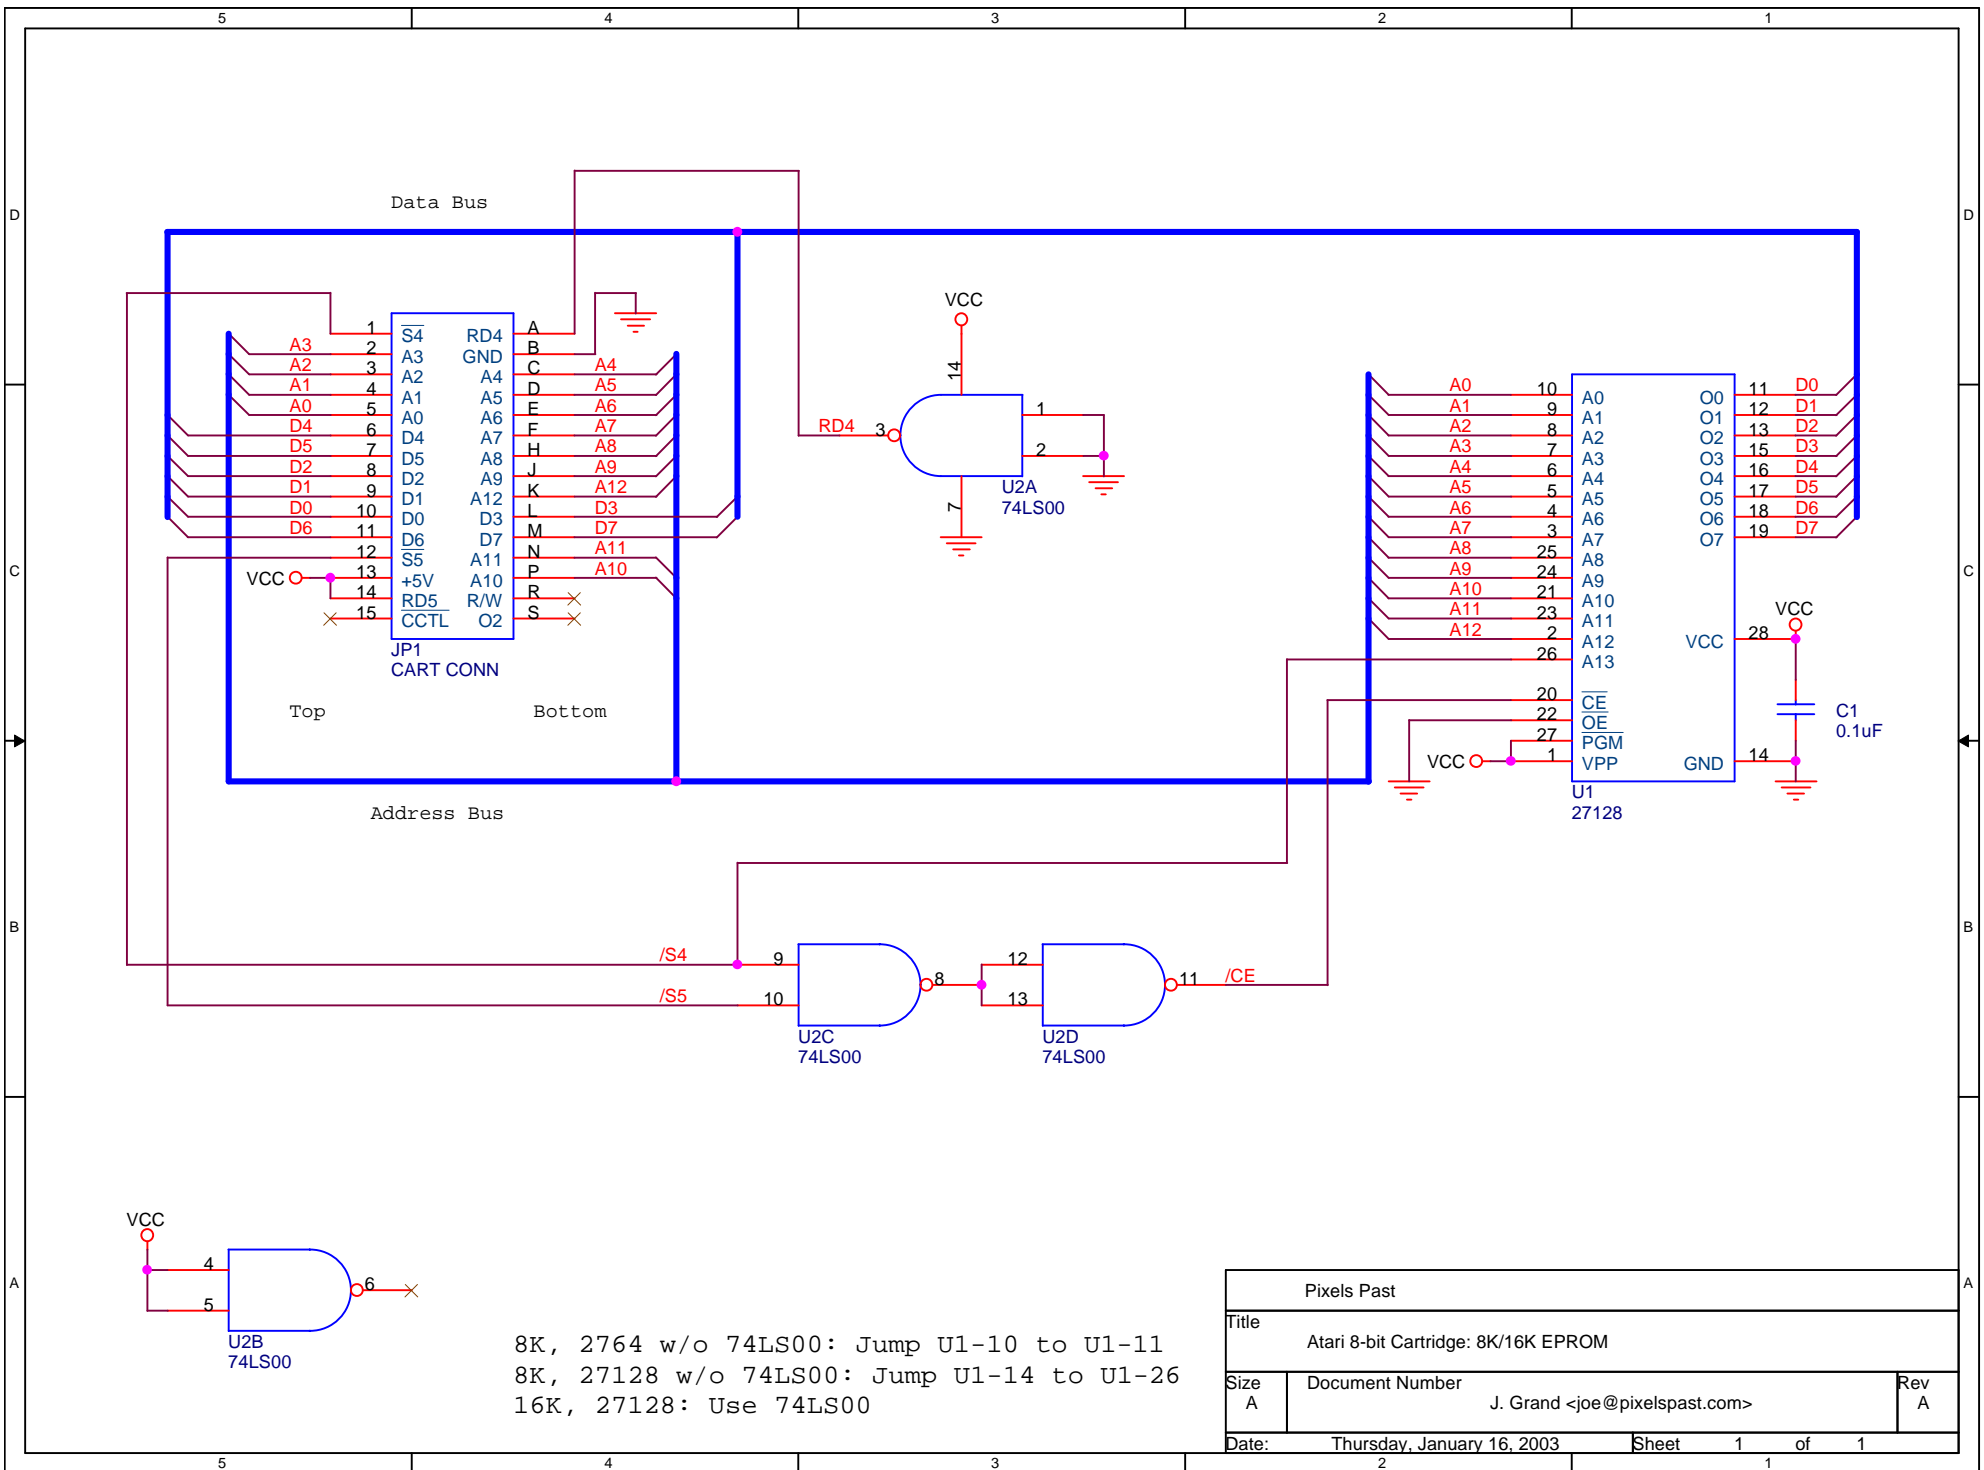 5 4 3 2 1
D D
C C
B B
A A
Data Bus
JP1
CART CONN
1 S4 RD4 A
2 A3 GND B
3 A2 A4 C
4 A1 A5 D
5 A0 A6 E
6 D4 A7 F
7 D5 A8 H
8 D2 A9 J
9 D1 A12 K
10 D0 D3 L
11 D6 D7 M
12 S5 A11 N
13 +5V A10 P
14 RD5 R/W R
15 CCTL O2 S
A3
A2
A1
A0
D4
D5
D2
D1
D0
D6
VCC
A4
A5
A6
A7
A8
A9
A12
D3
D7
A11
A10
Top
Bottom
Address Bus
VCC
14
RD4 3
1
2
7
U2A
74LS00
A0 10 A0 O0 11 D0
A1 9 A1 O1 12 D1
A2 8 A2 O2 13 D2
A3 7 A3 O3 15 D3
A4 6 A4 O4 16 D4
A5 5 A5 O5 17 D5
A6 4 A6 O6 18 D6
A7 3 A7 O7 19 D7
A8 25 A8
A9 24 A9
A10 21 A10
A11 23 A11
A12 2 A12 VCC 28 VCC
26 A13
20 CE
22 OE
27 PGM
VCC 1 VPP GND 14
C1
0.1uF
U1
27128
/S4 9
/S5 10
8
U2C
74LS00
12
13
11 /CE
U2D
74LS00
VCC
4
5
6
U2B
74LS00
8K, 2764 w/o 74LS00: Jump U1-10 to U1-11
8K, 27128 w/o 74LS00: Jump U1-14 to U1-26
16K, 27128: Use 74LS00
Pixels Past
Title
Atari 8-bit Cartridge: 8K/16K EPROM
Size Document Number Rev
A J. Grand <joe@pixelspast.com> A
Date: Thursday, January 16, 2003 Sheet 1 of 1
5 4 3 2 1